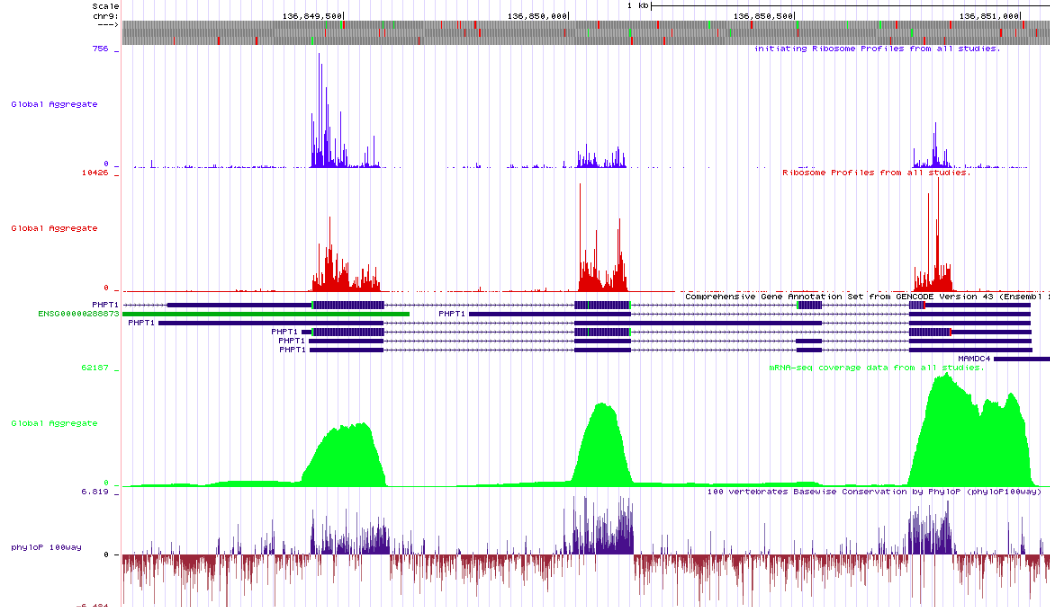 Scale 1 kb
chr9: 136,849,500 136,850,000 136,850,500 136,851,000
--->
756 initiating Ribosome Profiles from all studies.
Global Aggregate
0
10426 Ribosome Profiles from all studies.
Global Aggregate
0
Comprehensive Gene Annotation Set from GENCODE Version 43 (Ensembl 1
PHPT1
ENSG00000288873 PHPT1
PHPT1
PHPT1
PHPT1
PHPT1
MAMDC4
62187 mRNA-seq coverage data from all studies.
Global Aggregate
0
6.819 100 vertebrates Basewise Conservation by PhyloP (phyloP100way)
phyloP 100way 0